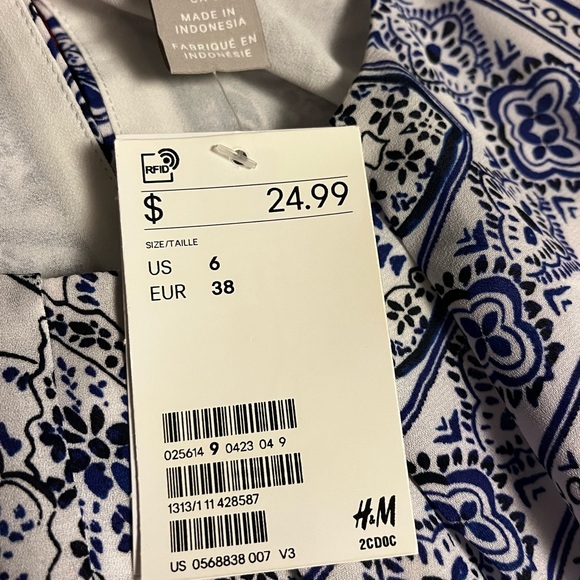 MADE IN
INDONESIA
FABRIQUÉ EN
INDONÉSIE
RFID
$ 24.99
SIZE/TAILLE
US 6
EUR 38
025614 9 0423 04 9
1313/1 11 428587
H&M
2CD0C
US 0568838 007 V3